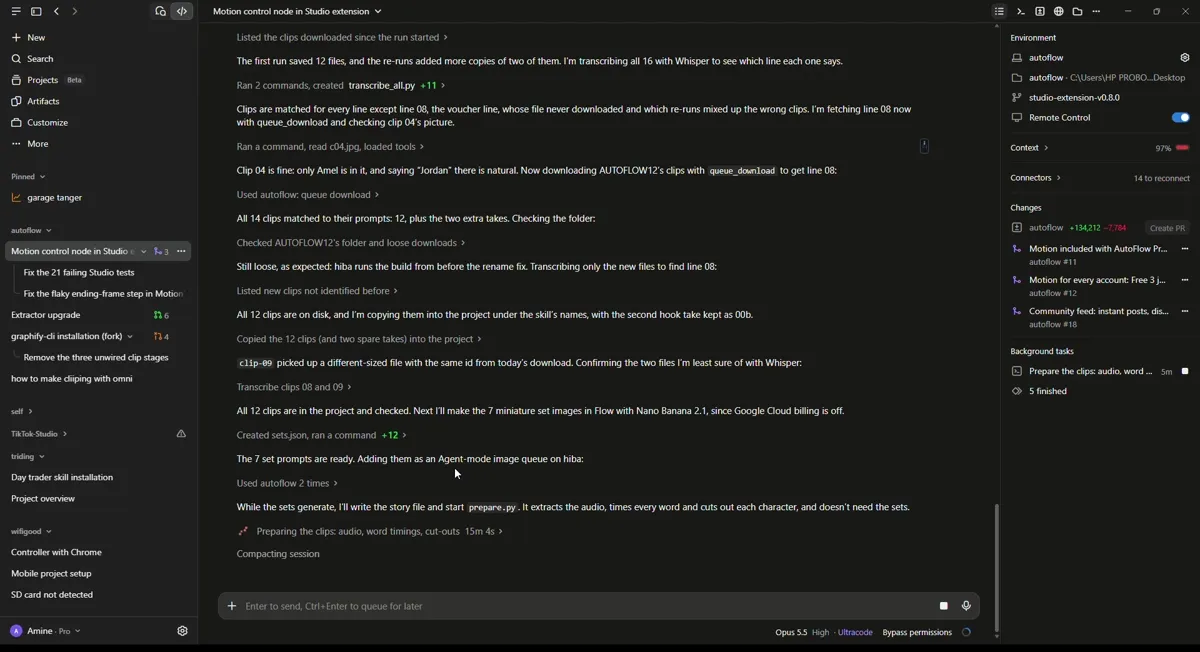 Motion control node in Studio extension
New
Search
Projects Beta
Artifacts
Customize
More
Pinned
garage tanger
autoflow
Motion control node in Studio e 3
Fix the 21 failing Studio tests
Fix the flaky ending-frame step in Motion
Extractor upgrade 6
graphify-cli installation (fork) 4
Remove the three unwired clip stages
how to make cliiping with omni
self
TikTok-Studio
triding
Day trader skill installation
Project overview
wifigood
Controller with Chrome
Mobile project setup
SD card not detected
A Amine · Pro
Listed the clips downloaded since the run started >
The first run saved 12 files, and the re-runs added more copies of two of them. I'm transcribing all 16 with Whisper to see which line each one says.
Ran 2 commands, created transcribe_all.py +11 >
Clips are matched for every line except line 08, the voucher line, whose file never downloaded and which re-runs mixed up the wrong clips. I'm fetching line 08 now
with queue_download and checking clip 04's picture.
Ran a command, read c04.jpg, loaded tools >
Clip 04 is fine: only Amel is in it, and saying "Jordan" there is natural. Now downloading AUTOFLOW12's clips with queue_download to get line 08:
Used autoflow: queue download >
All 14 clips matched to their prompts: 12, plus the two extra takes. Checking the folder:
Checked AUTOFLOW12's folder and loose downloads >
Still loose, as expected: hiba runs the build from before the rename fix. Transcribing only the new files to find line 08:
Listed new clips not identified before >
All 12 clips are on disk, and I'm copying them into the project under the skill's names, with the second hook take kept as 00b.
Copied the 12 clips (and two spare takes) into the project >
clip-09 picked up a different-sized file with the same id from today's download. Confirming the two files I'm least sure of with Whisper:
Transcribe clips 08 and 09 >
All 12 clips are in the project and checked. Next I'll make the 7 miniature set images in Flow with Nano Banana 2.1, since Google Cloud billing is off.
Created sets.json, ran a command +12 >
The 7 set prompts are ready. Adding them as an Agent-mode image queue on hiba:
Used autoflow 2 times >
While the sets generate, I'll write the story file and start prepare.py. It extracts the audio, times every word and cuts out each character, and doesn't need the sets.
Preparing the clips: audio, word timings, cut-outs 15m 4s >
Compacting session
Enter to send, Ctrl+Enter to queue for later
Opus 5.5 High · Ultracode Bypass permissions
Environment
autoflow
autoflow · C:\Users\HP PROBO...Desktop
studio-extension-v0.8.0
Remote Control
Context > 97%
Connectors > 14 to reconnect
Changes
autoflow +134,212 -7,784 Create PR
Motion included with AutoFlow Pr...
autoflow #11
Motion for every account: Free 3 j...
autoflow #12
Community feed: instant posts, dis...
autoflow #18
Background tasks
Prepare the clips: audio, word ... 5m
5 finished